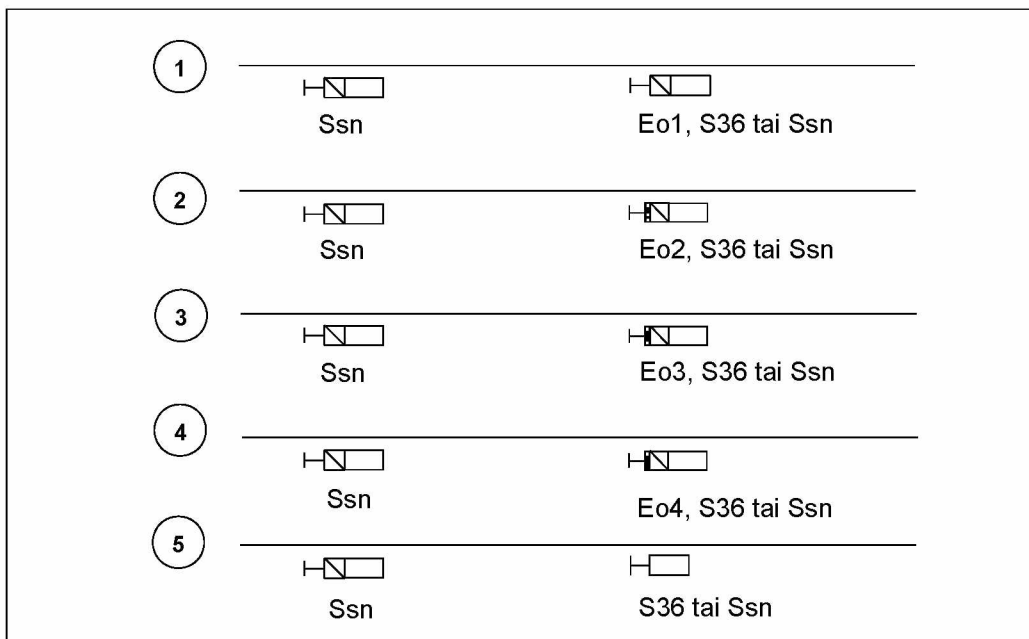 1
Ssn Eo1, S36 tai Ssn
2
Ssn Eo2, S36 tai Ssn
3
Ssn Eo3, S36 tai Ssn
4
Ssn Eo4, S36 tai Ssn
5
Ssn S36 tai Ssn